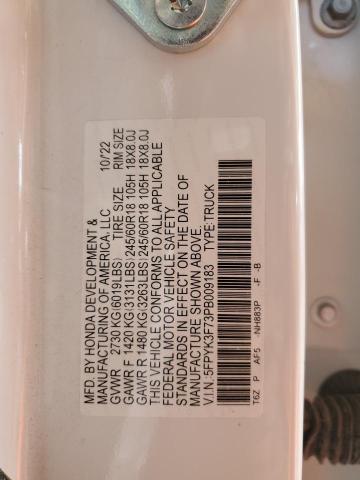 MFD. BY HONDA DEVELOPMENT &
MANUFACTURING OF AMERICA, LLC 10/22
GVWR 2730 KG(6019LBS) TIRE SIZE RIM SIZE
GAWR F 1420 KG(3131LBS)245/60R18 105H 18X8.0J
GAWR R 1480 KG(3263LBS)245/60R18 105H 18X8.0J
THIS VEHICLE CONFORMS TO ALL APPLICABLE
FEDERAL MOTOR VEHICLE SAFETY
STANDARDS IN EFFECT ON THE DATE OF
MANUFACTURE SHOWN ABOVE.
V.I.N. 5FPYK3F73PB009183 TYPE:TRUCK
T6Z P AF5 -NH883P -F -B